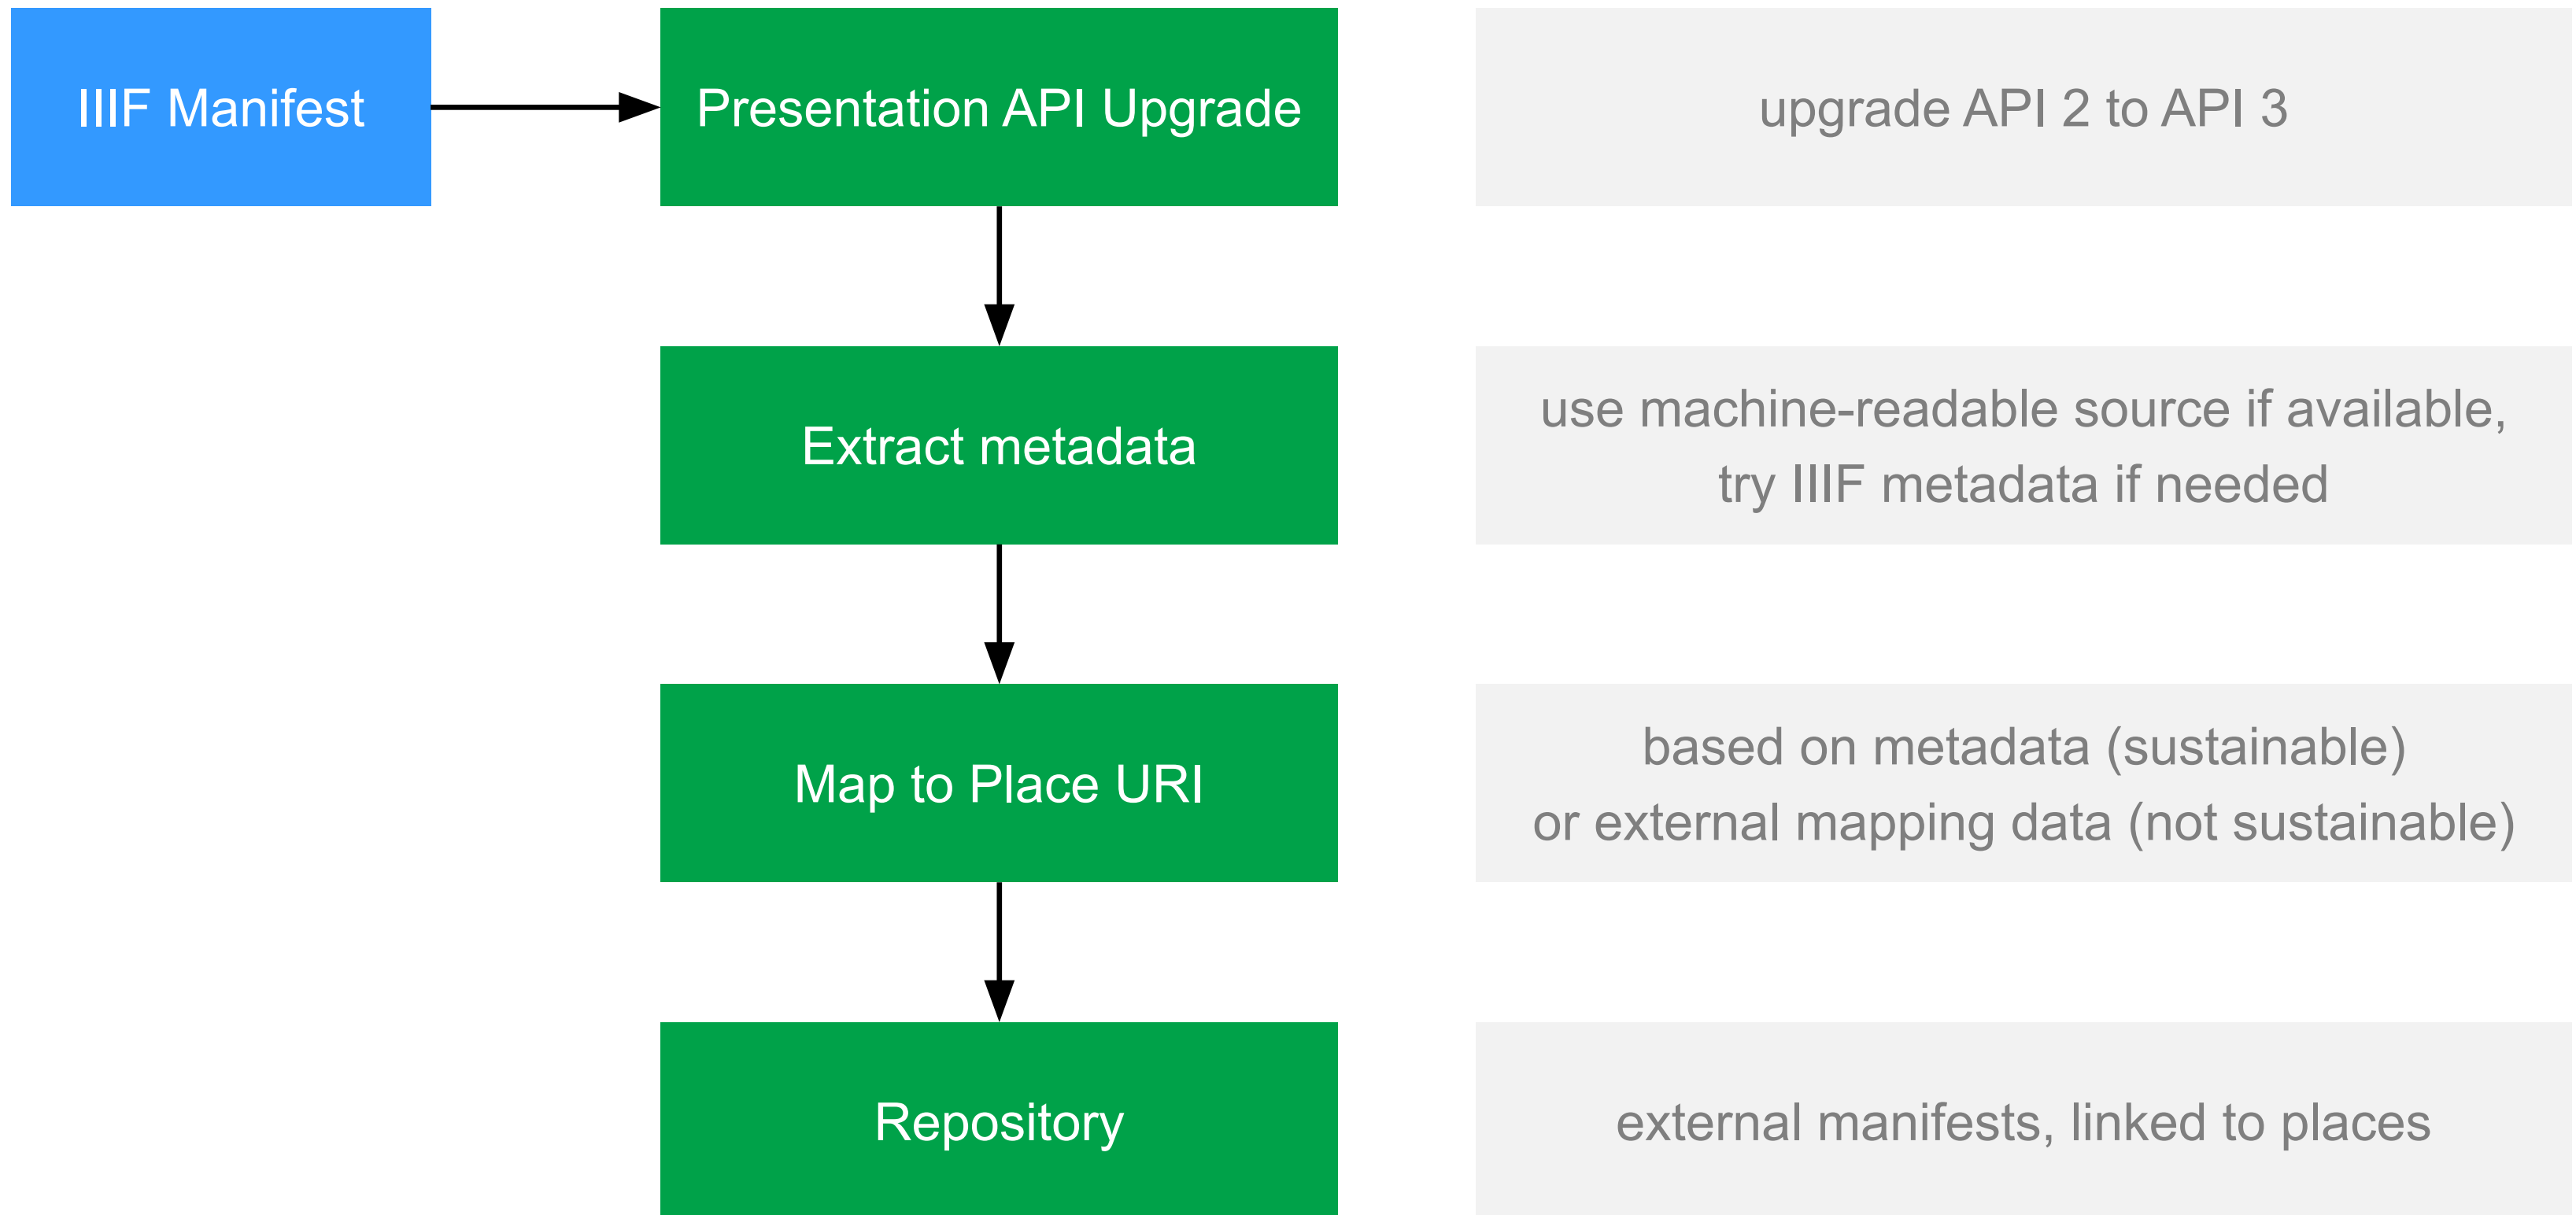 IIIF Manifest
Presentation API Upgrade
upgrade API 2 to API 3
Extract metadata
use machine-readable source if available,
try IIIF metadata if needed
Map to Place URI
based on metadata (sustainable)
or external mapping data (not sustainable)
Repository
external manifests, linked to places